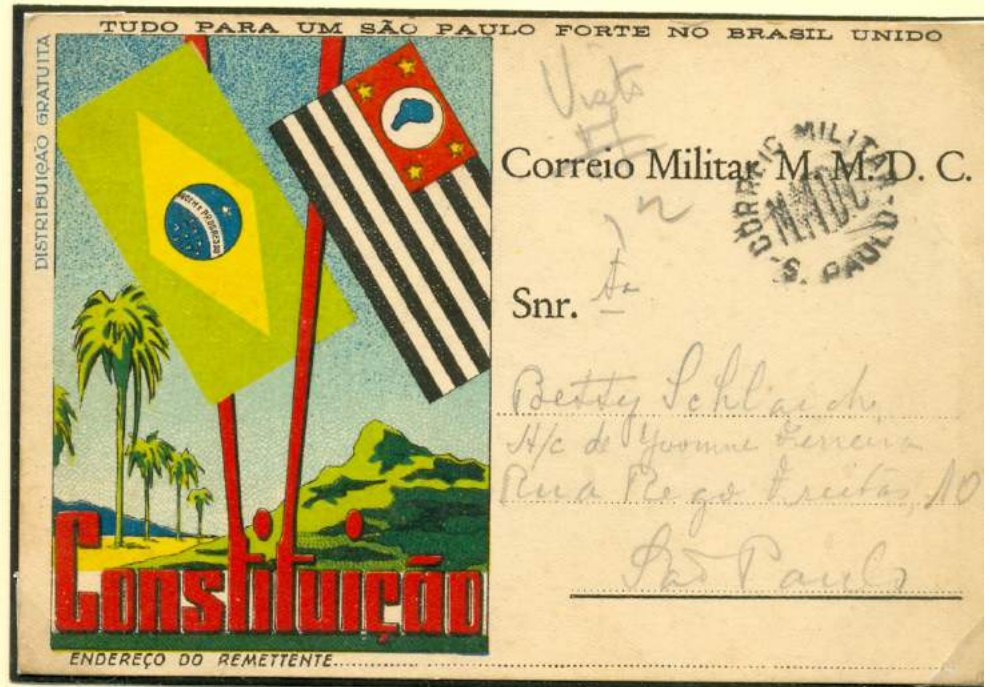 TUDO PARA UM SÃO PAULO FORTE NO BRASIL UNIDO
DISTRIBUIÇÃO GRATUITA
ORDEM E PROGRESSO
Visto
Correio Militar M. M. D. C.
CORREIO MILITAR
M.M.D.C.
S. PAULO
Snr.
Betty
A/c de Yvonne Ferreira
Rua Rego Freitas, 10
São Paulo
Constituição
ENDEREÇO DO REMETTENTE